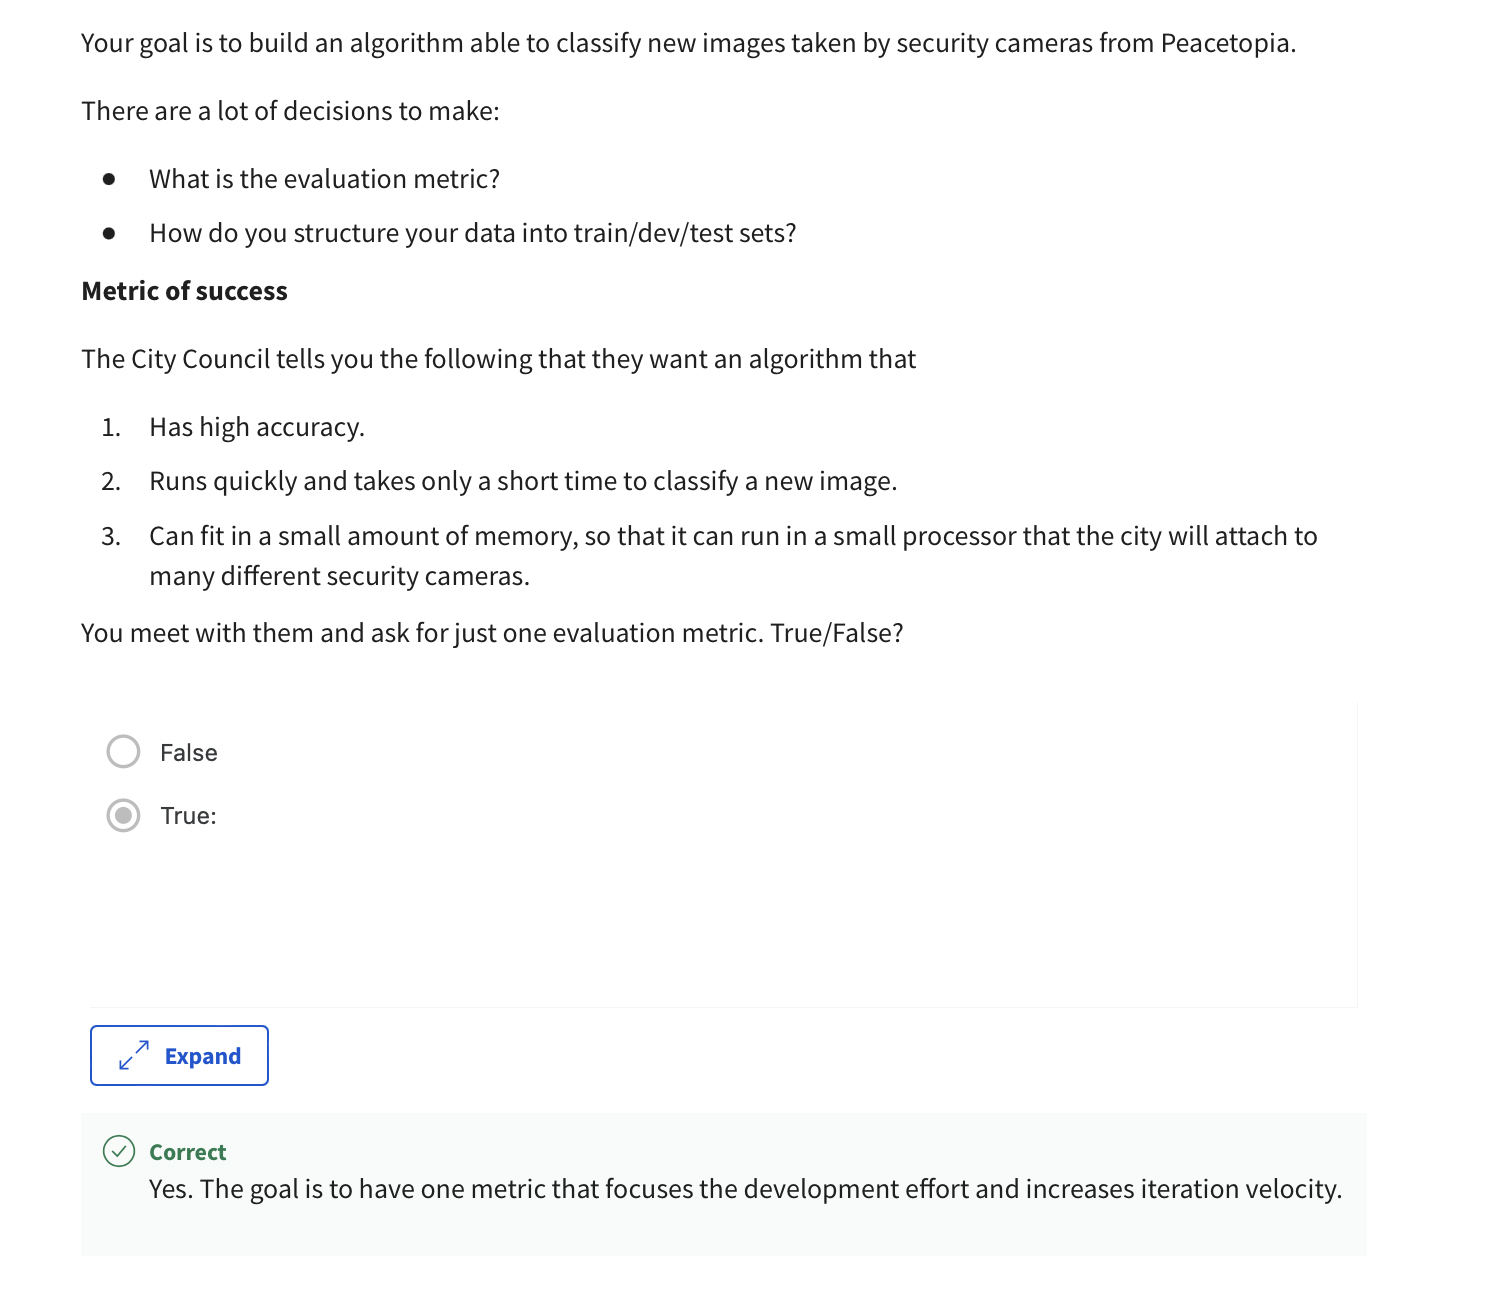 Your goal is to build an algorithm able to classify new images taken by security cameras from Peacetopia.
There are a lot of decisions to make:
● What is the evaluation metric?
● How do you structure your data into train/dev/test sets?
Metric of success
The City Council tells you the following that they want an algorithm that
1. Has high accuracy.
2. Runs quickly and takes only a short time to classify a new image.
3. Can fit in a small amount of memory, so that it can run in a small processor that the city will attach to
many different security cameras.
You meet with them and ask for just one evaluation metric. True/False?
False
True:
Expand
Correct
Yes. The goal is to have one metric that focuses the development effort and increases iteration velocity.